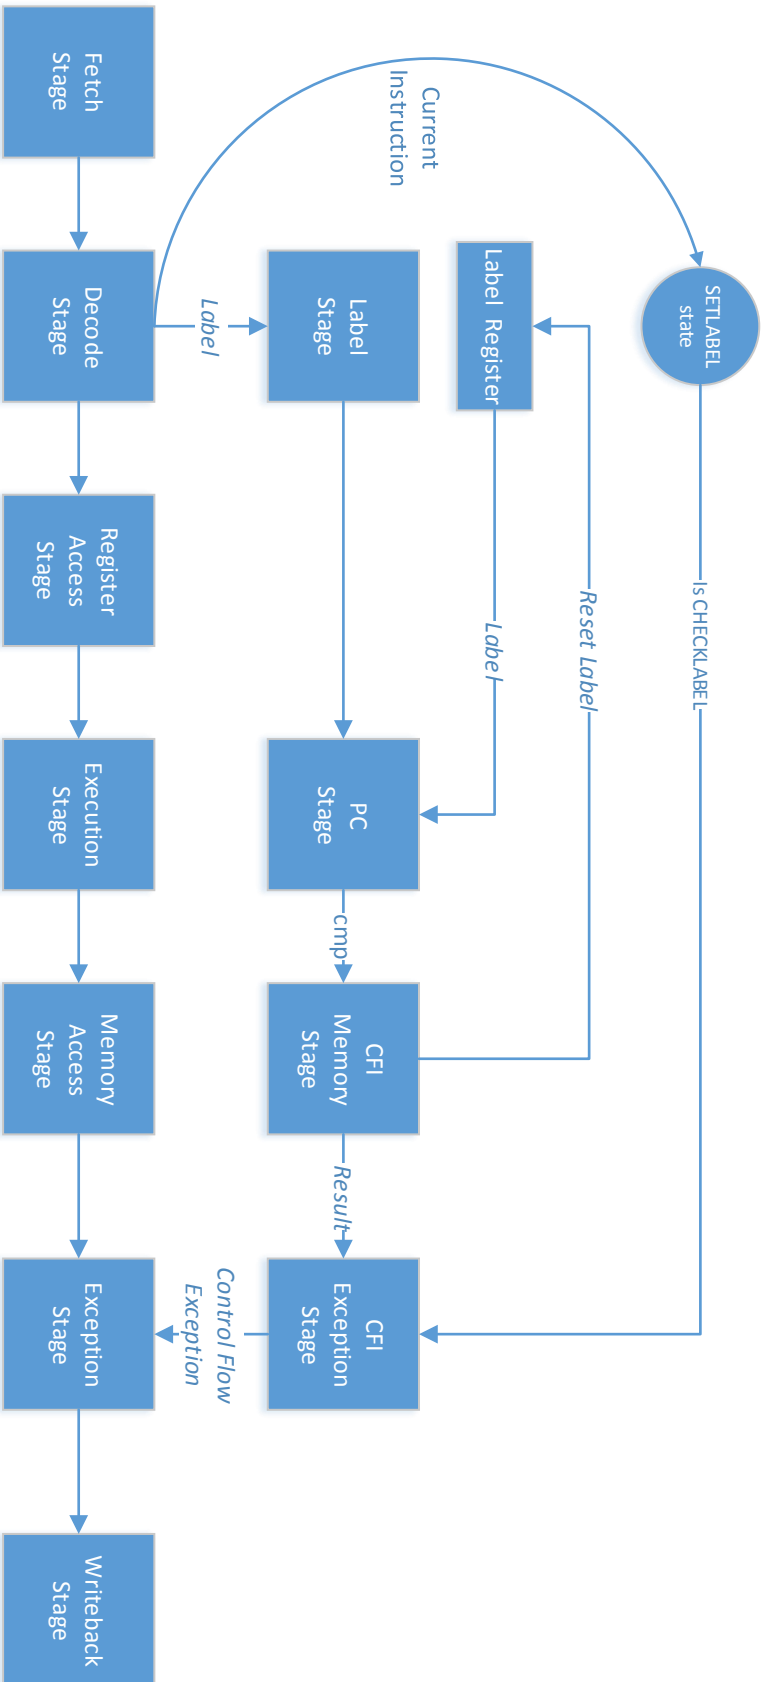 SETLABEL
state
Is CHECKLABEL
Reset Label
Label Register
Label
Current
Instruction
Label
Stage
PC
Stage
cmp
CFI
Memory
Stage
Result
CFI
Exception
Stage
Label
Control Flow
Exception
Fetch
Stage
Decode
Stage
Register
Access
Stage
Execution
Stage
Memory
Access
Stage
Exception
Stage
Writeback
Stage